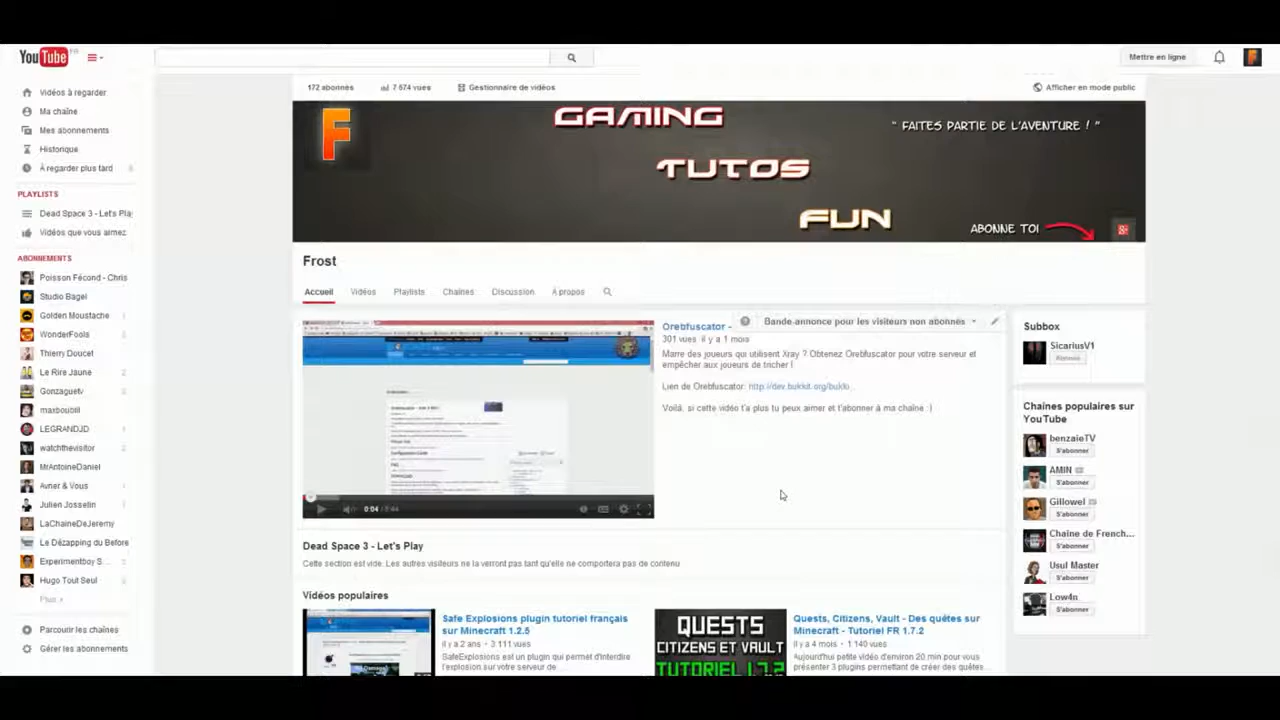 YouTube FR
Mettre en ligne
Vidéos à regarder
Ma chaîne
Mes abonnements
Historique
À regarder plus tard
PLAYLISTS
Dead Space 3 - Let's Play
Vidéos que vous aimez
ABONNEMENTS
Poisson Fécond - Chris
Studio Bagel
Golden Moustache
WonderFools
Thierry Doucet
Le Rire Jaune
Gonzaguetv
maxboubill
LEGRANDJD
watchthevisitor
MrAntoineDaniel
Avner & Vous
Julien Josselin
LaChaineDeJeremy
Le Dézapping du Before
Experimentboy S...
Hugo Tout Seul
Plus
Parcourir les chaînes
Gérer les abonnements
172 abonnés
7 674 vues
Gestionnaire de vidéos
Afficher en mode public
F
GAMING
TUTOS
FUN
" FAITES PARTIE DE L'AVENTURE ! "
ABONNE TOI
Frost
Accueil
Vidéos
Playlists
Chaînes
Discussion
À propos
Orebfuscator -
Bande-annonce pour les visiteurs non abonnés
301 vues il y a 1 mois
Marre des joueurs qui utilisent Xray ? Obtenez Orebfuscator pour votre serveur et
empêcher aux joueurs de tricher !
Lien de Orebfuscator: http://dev.bukkit.org/bukki...
Voilà, si cette vidéo t'a plus tu peux aimer et t'abonner à ma chaîne :)
0:04
Dead Space 3 - Let's Play
Cette section est vide. Les autres visiteurs ne la verront pas tant qu'elle ne comportera pas de contenu
Vidéos populaires
Safe Explosions plugin tutoriel français
sur Minecraft 1.2.5
il y a 2 ans • 3 111 vues
SafeExplosions est un plugin qui permet d'interdire
l'explosion sur votre serveur de ...
QUESTS
CITIZENS ET VAULT
TUTORIEL 1.7.2
Quests, Citizens, Vault - Des quêtes sur
Minecraft - Tutoriel FR 1.7.2
il y a 4 mois • 1 140 vues
Aujourd'hui petite vidéo d'environ 20 min pour vous
présenter 3 plugins permettant de créer des quêtes...
Subbox
SicariusV1
Chaînes populaires sur
YouTube
benzaieTV
S'abonner
AMIN
S'abonner
Gillowel
S'abonner
Chaîne de French...
S'abonner
Usul Master
S'abonner
Low4n
S'abonner